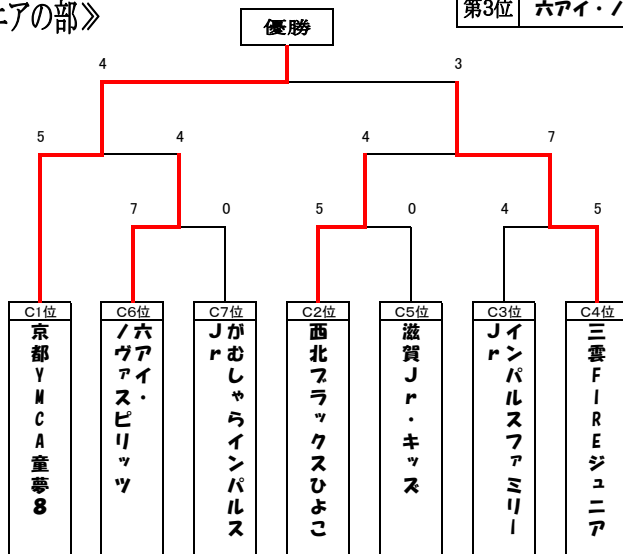 ニアの部》
優勝
第3位 六アイ・ノ
4 3
5 4 4 7
7 0 5 0 4 5
C1位 C6位 C7位 C2位 C5位 C3位 C4位
京都YMCA童夢8
六アイ・
ノヴァスピリッツ
がむしゃらインパルス
Jr
西北ブラックスひよこ
滋賀Jr・キッズ
インパルスファミリー
Jr
三雲FIREジュニア